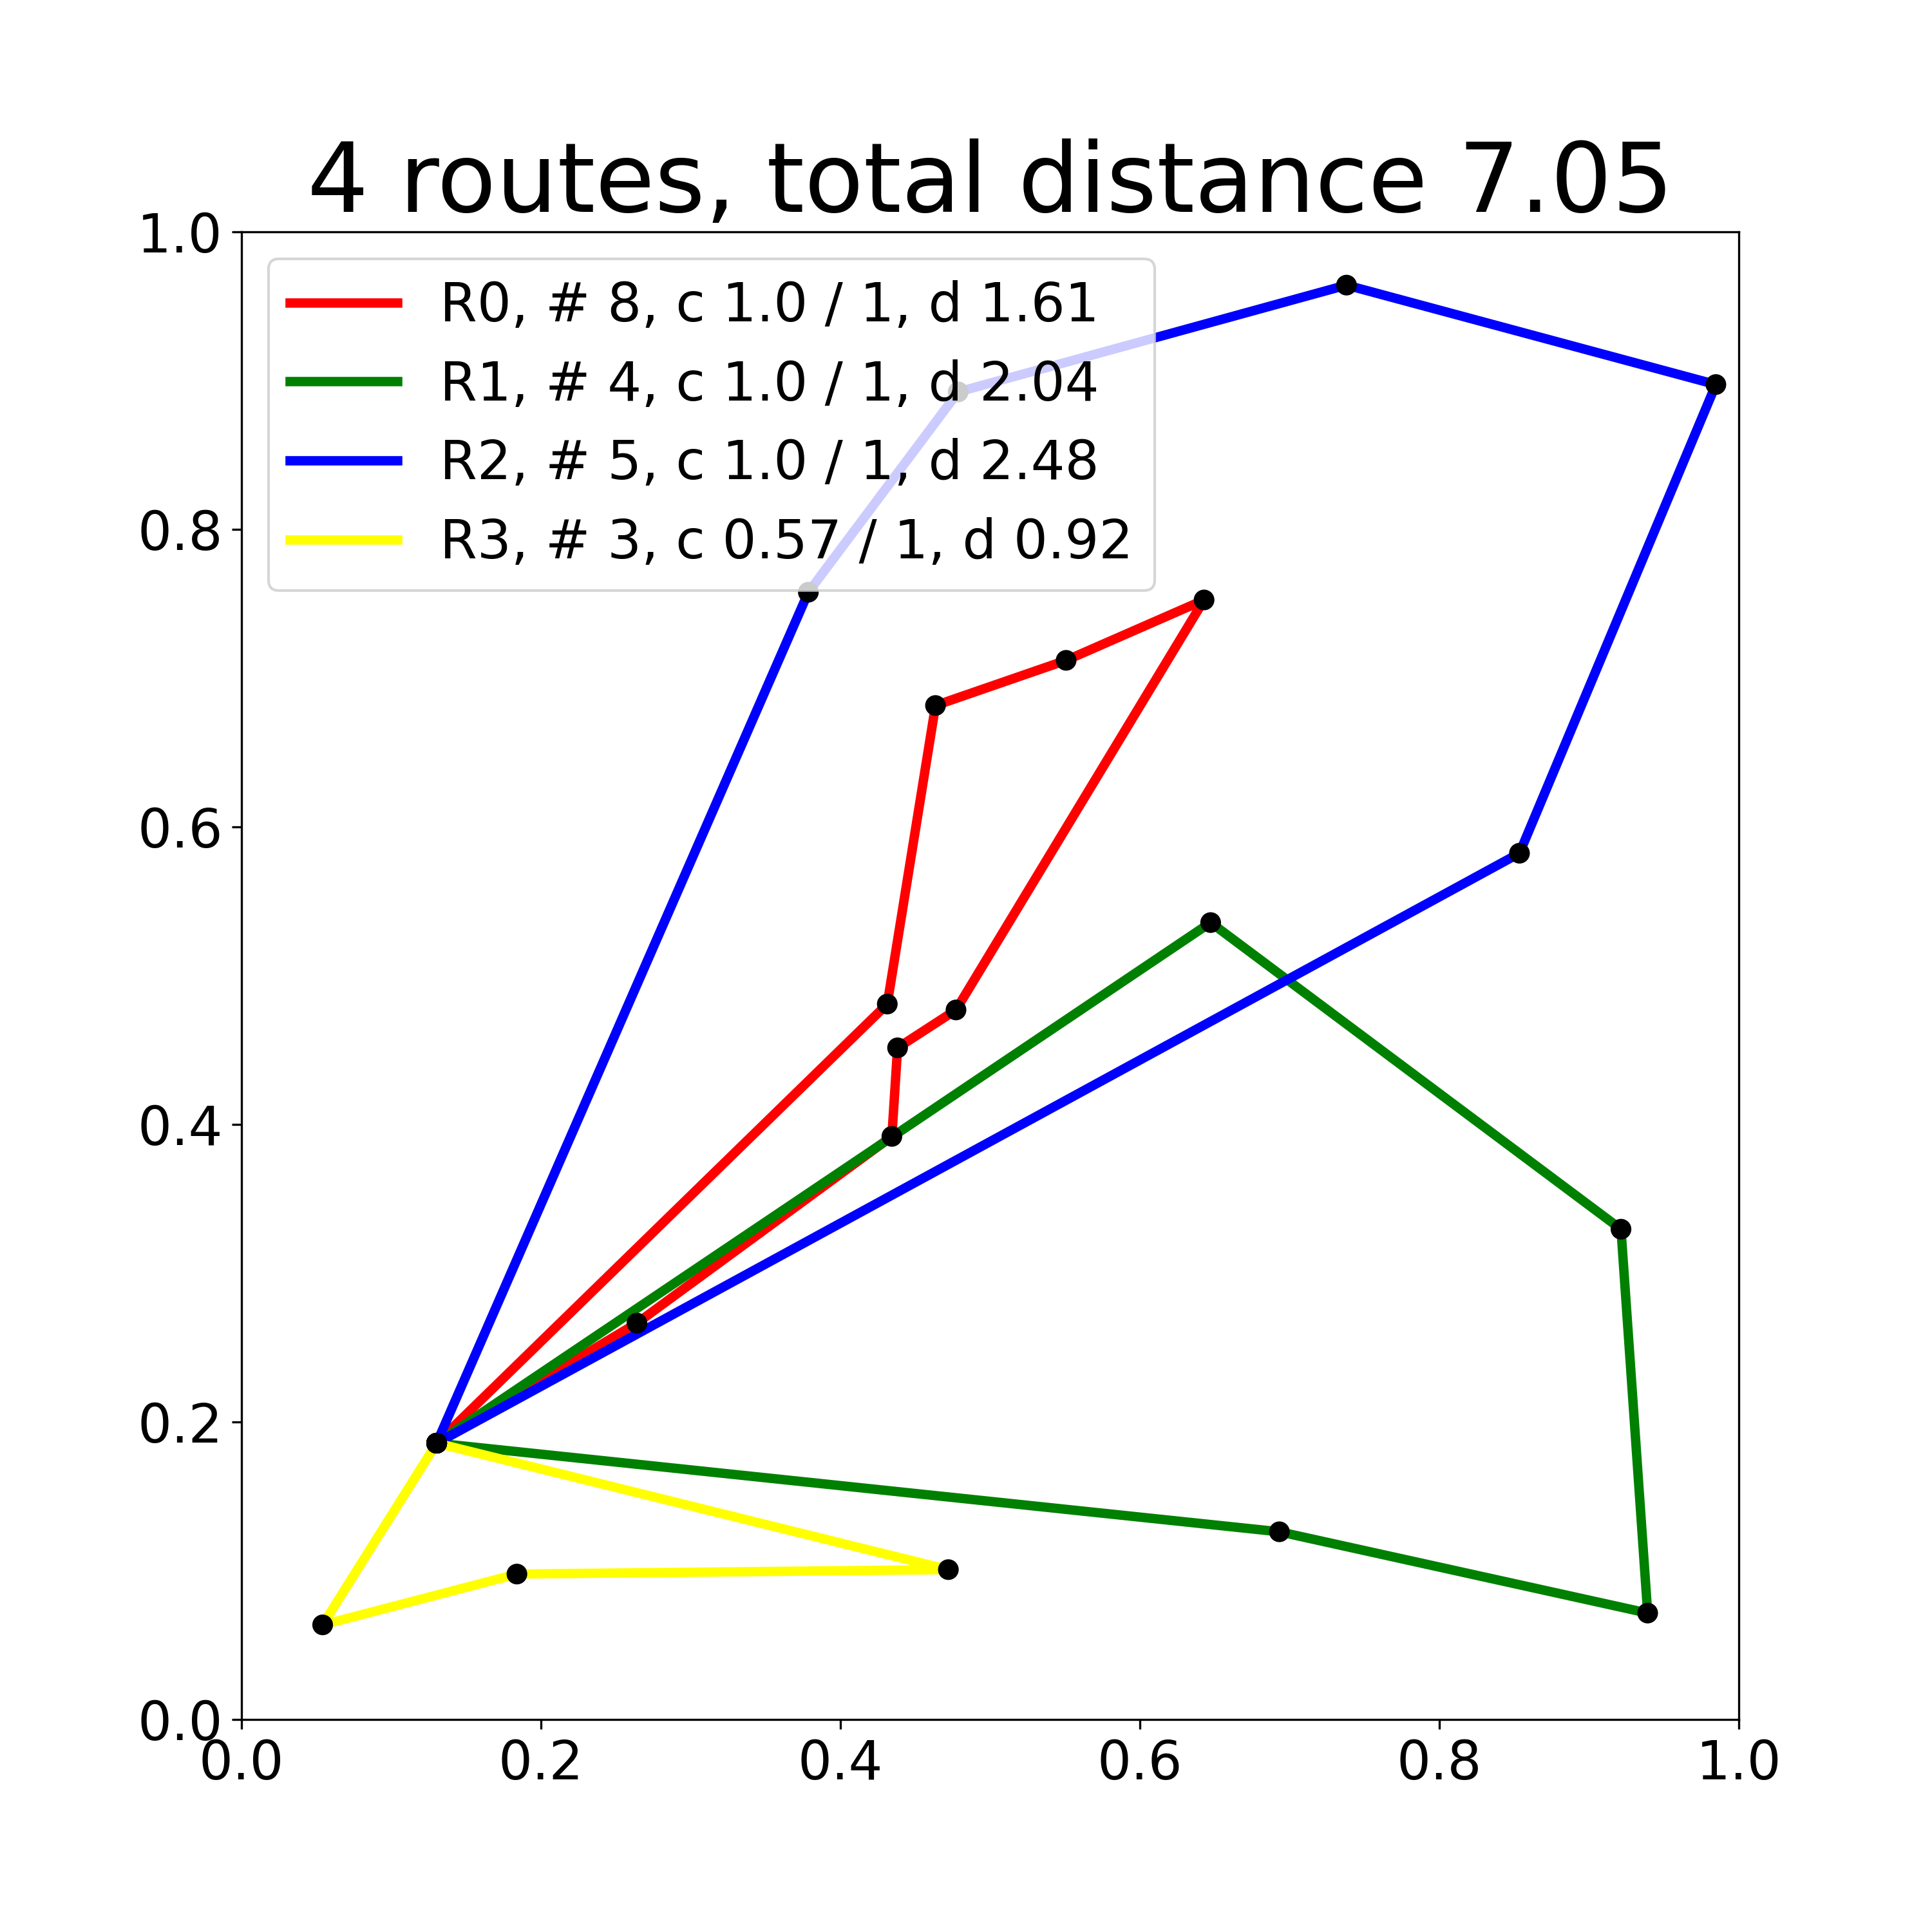 4 routes, total distance 7.05
1.0
R0, # 8, c 1.0 / 1, d 1.61
R1, # 4, c 1.0 / 1, d 2.04
R2, # 5, c 1.0 / 1, d 2.48
R3, # 3, c 0.57 / 1, d 0.92
0.8
0.6
0.4
0.2
0.0
0.0 0.2 0.4 0.6 0.8 1.0